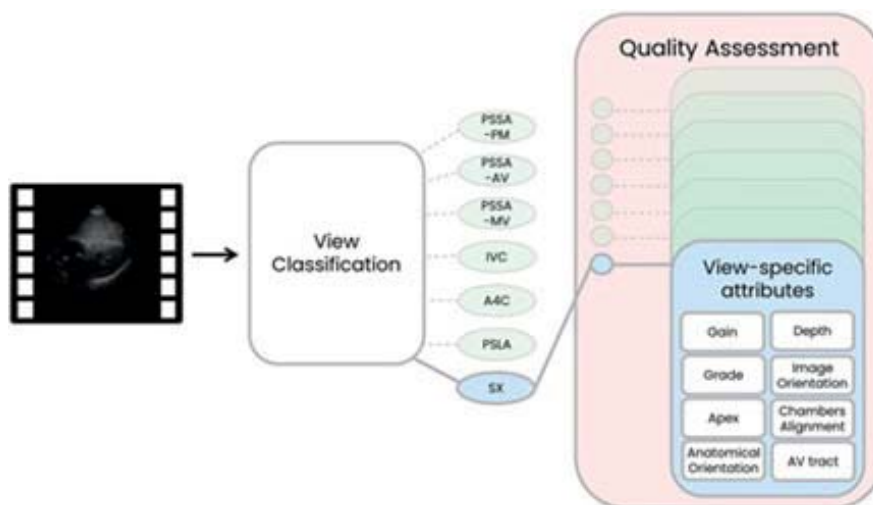 Quality Assessment
PSSA
-PM
PSSA
-AV
PSSA
-MV
IVC
A4C
PSLA
SX
View
Classification
View-specific
attributes
Gain
Depth
Grade
Image
Orientation
Apex
Chambers
Alignment
Anatomical
Orientation
AV tract